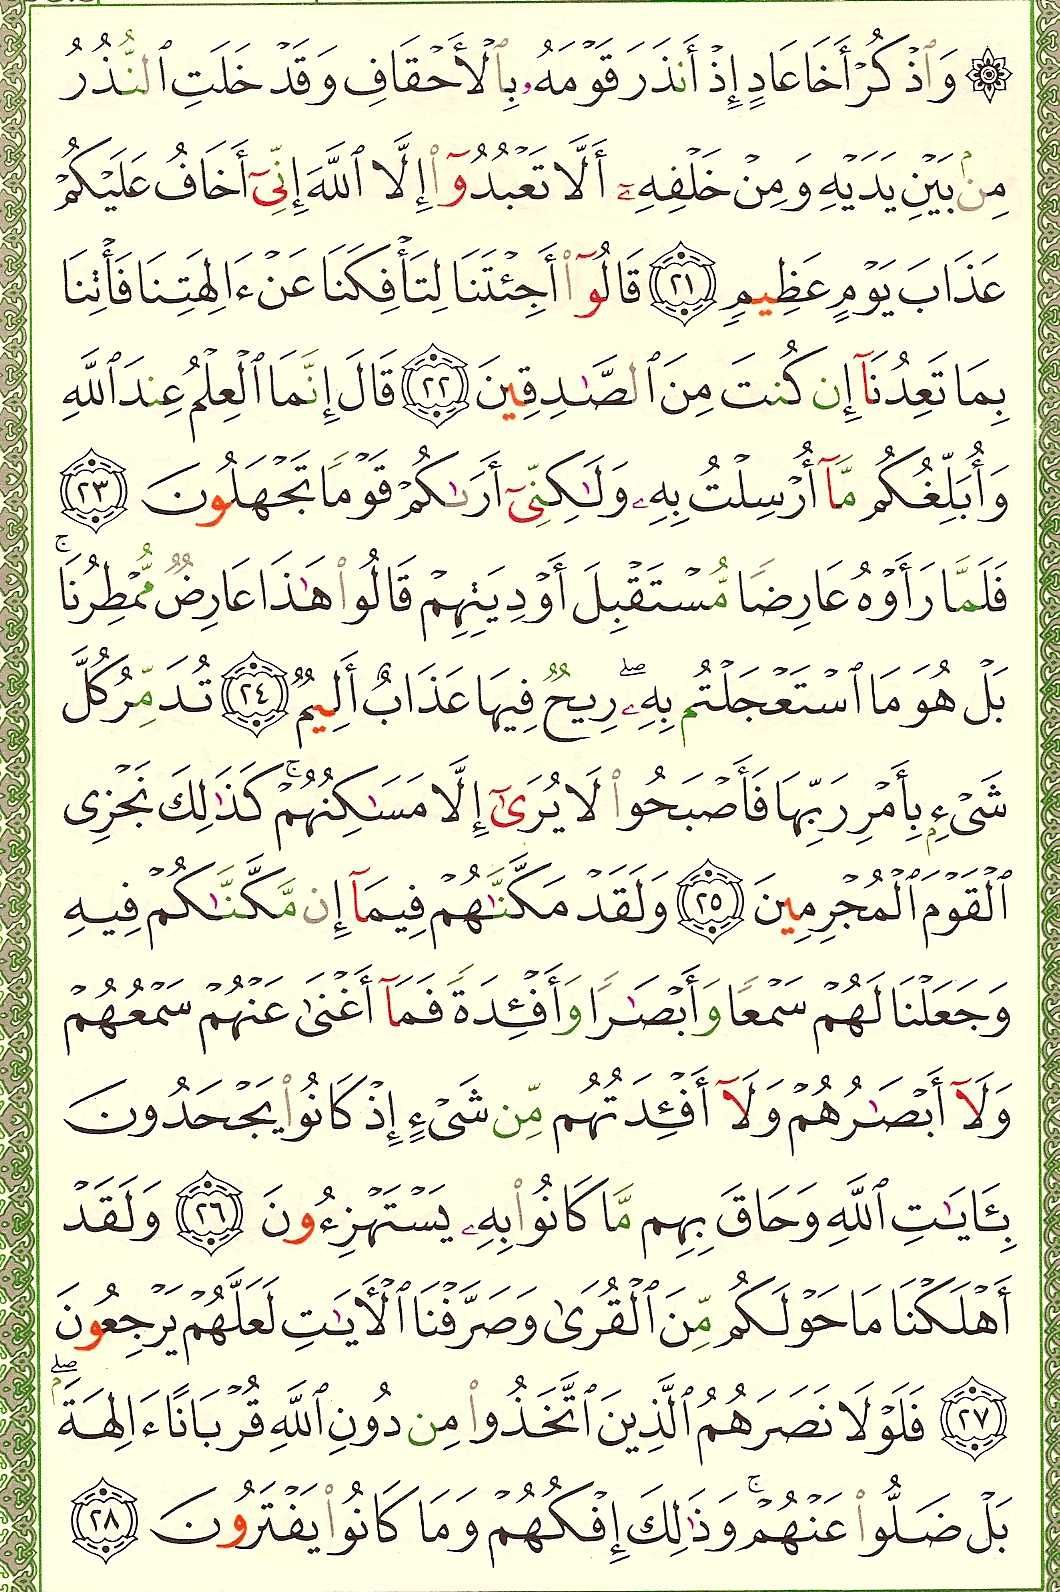 ۞ وَٱذْكُرْ أَخَا عَادٍ إِذْ أَنذَرَ قَوْمَهُۥ بِٱلْأَحْقَافِ وَقَدْ خَلَتِ ٱلنُّذُرُ
مِنۢ بَيْنِ يَدَيْهِ وَمِنْ خَلْفِهِۦٓ أَلَّا تَعْبُدُوٓا۟ إِلَّا ٱللَّهَ إِنِّىٓ أَخَافُ عَلَيْكُمْ
عَذَابَ يَوْمٍ عَظِيمٍ ٢١ قَالُوٓا۟ أَجِئْتَنَا لِتَأْفِكَنَا عَنْ ءَالِهَتِنَا فَأْتِنَا
بِمَا تَعِدُنَآ إِن كُنتَ مِنَ ٱلصَّـٰدِقِينَ ٢٢ قَالَ إِنَّمَا ٱلْعِلْمُ عِندَ ٱللَّهِ
وَأُبَلِّغُكُم مَّآ أُرْسِلْتُ بِهِۦ وَلَـٰكِنِّىٓ أَرَىٰكُمْ قَوْمًا تَجْهَلُونَ ٢٣
فَلَمَّا رَأَوْهُ عَارِضًا مُّسْتَقْبِلَ أَوْدِيَتِهِمْ قَالُوا۟ هَـٰذَا عَارِضٌ مُّمْطِرُنَا ۚ
بَلْ هُوَ مَا ٱسْتَعْجَلْتُم بِهِۦ ۖ رِيحٌ فِيهَا عَذَابٌ أَلِيمٌ ٢٤ تُدَمِّرُ كُلَّ
شَىْءٍۭ بِأَمْرِ رَبِّهَا فَأَصْبَحُوا۟ لَا يُرَىٰٓ إِلَّا مَسَـٰكِنُهُمْ ۚ كَذَٰلِكَ نَجْزِى
ٱلْقَوْمَ ٱلْمُجْرِمِينَ ٢٥ وَلَقَدْ مَكَّنَّـٰهُمْ فِيمَآ إِن مَّكَّنَّـٰكُمْ فِيهِ
وَجَعَلْنَا لَهُمْ سَمْعًا وَأَبْصَـٰرًا وَأَفْـِٔدَةً فَمَآ أَغْنَىٰ عَنْهُمْ سَمْعُهُمْ
وَلَآ أَبْصَـٰرُهُمْ وَلَآ أَفْـِٔدَتُهُم مِّن شَىْءٍ إِذْ كَانُوا۟ يَجْحَدُونَ
بِـَٔايَـٰتِ ٱللَّهِ وَحَاقَ بِهِم مَّا كَانُوا۟ بِهِۦ يَسْتَهْزِءُونَ ٢٦ وَلَقَدْ
أَهْلَكْنَا مَا حَوْلَكُم مِّنَ ٱلْقُرَىٰ وَصَرَّفْنَا ٱلْـَٔايَـٰتِ لَعَلَّهُمْ يَرْجِعُونَ
٢٧ فَلَوْلَا نَصَرَهُمُ ٱلَّذِينَ ٱتَّخَذُوا۟ مِن دُونِ ٱللَّهِ قُرْبَانًا ءَالِهَةًۢ ۖ
بَلْ ضَلُّوا۟ عَنْهُمْ ۚ وَذَٰلِكَ إِفْكُهُمْ وَمَا كَانُوا۟ يَفْتَرُونَ ٢٨